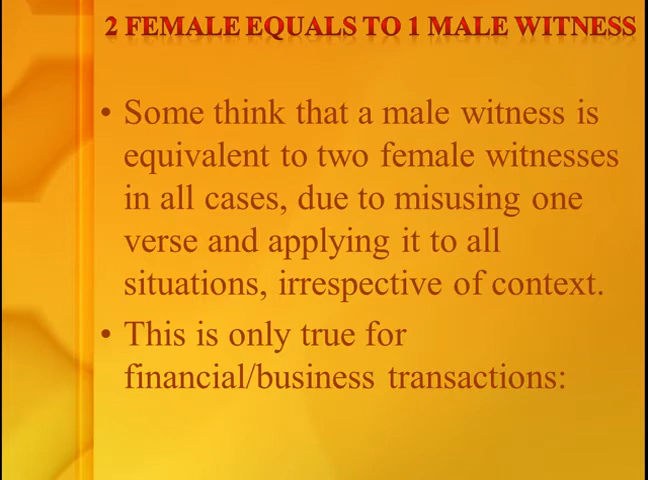 2 FEMALE EQUALS TO 1 MALE WITNESS
• Some think that a male witness is
equivalent to two female witnesses
in all cases, due to misusing one
verse and applying it to all
situations, irrespective of context.
• This is only true for
financial/business transactions: